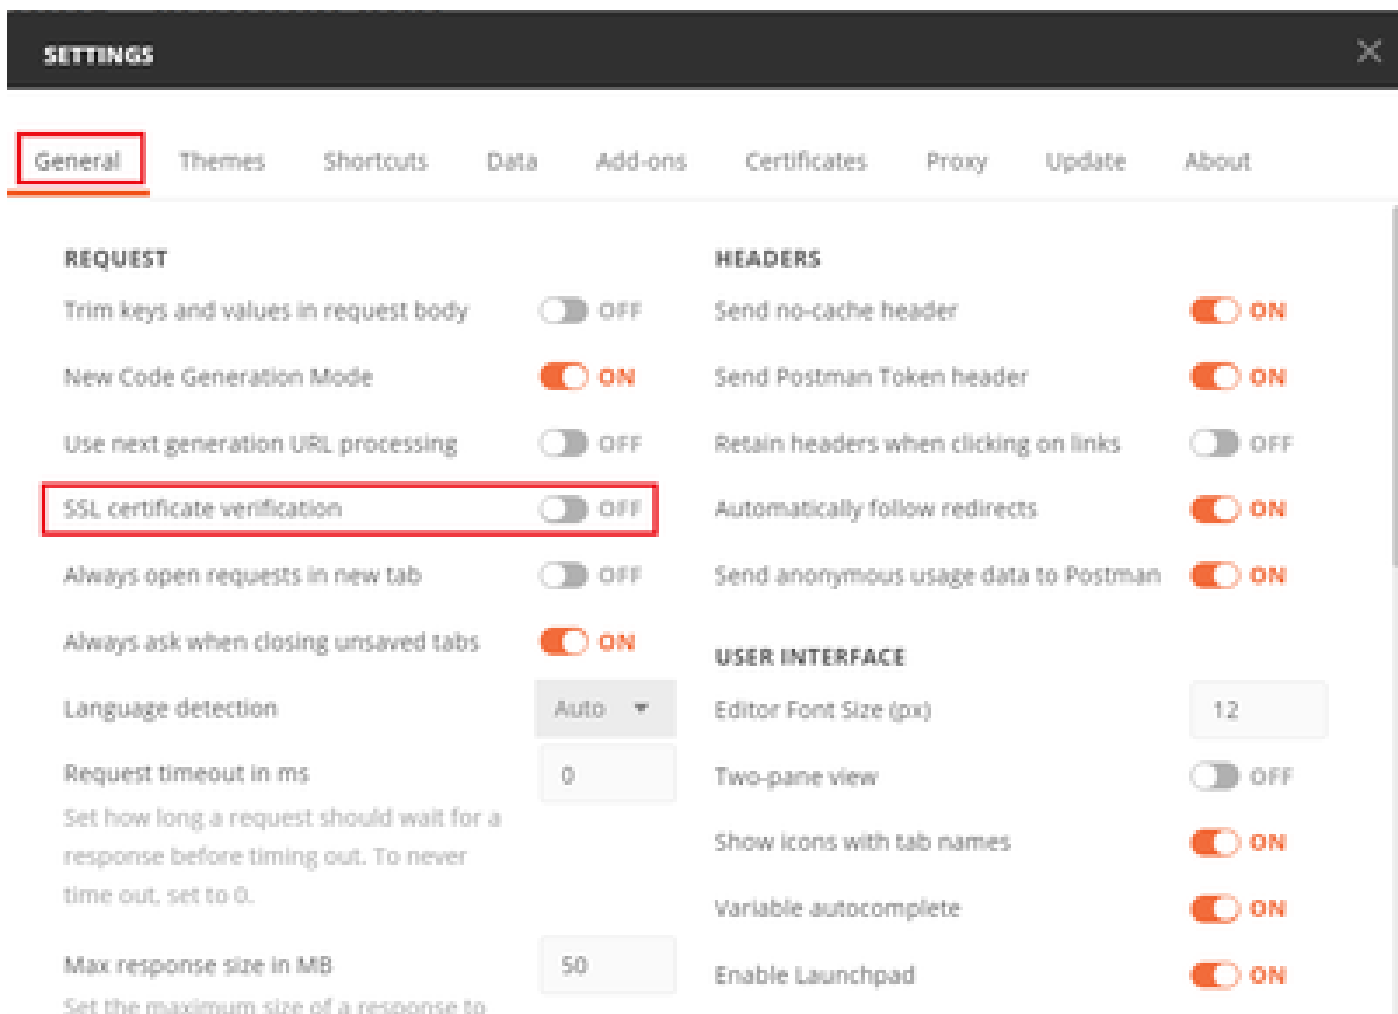 SETTINGS
General Themes Shortcuts Data Add-ons Certificates Proxy Update About
REQUEST
Trim keys and values in request body OFF
New Code Generation Mode ON
Use next generation URL processing OFF
SSL certificate verification OFF
Always open requests in new tab OFF
Always ask when closing unsaved tabs ON
Language detection Auto
Request timeout in ms 0
Set how long a request should wait for a
response before timing out. To never
time out, set to 0.
Max response size in MB 50
Set the maximum size of a response to
HEADERS
Send no-cache header ON
Send Postman Token header ON
Retain headers when clicking on links OFF
Automatically follow redirects ON
Send anonymous usage data to Postman ON
USER INTERFACE
Editor Font Size (px) 12
Two-pane view OFF
Show icons with tab names ON
Variable autocomplete ON
Enable Launchpad ON